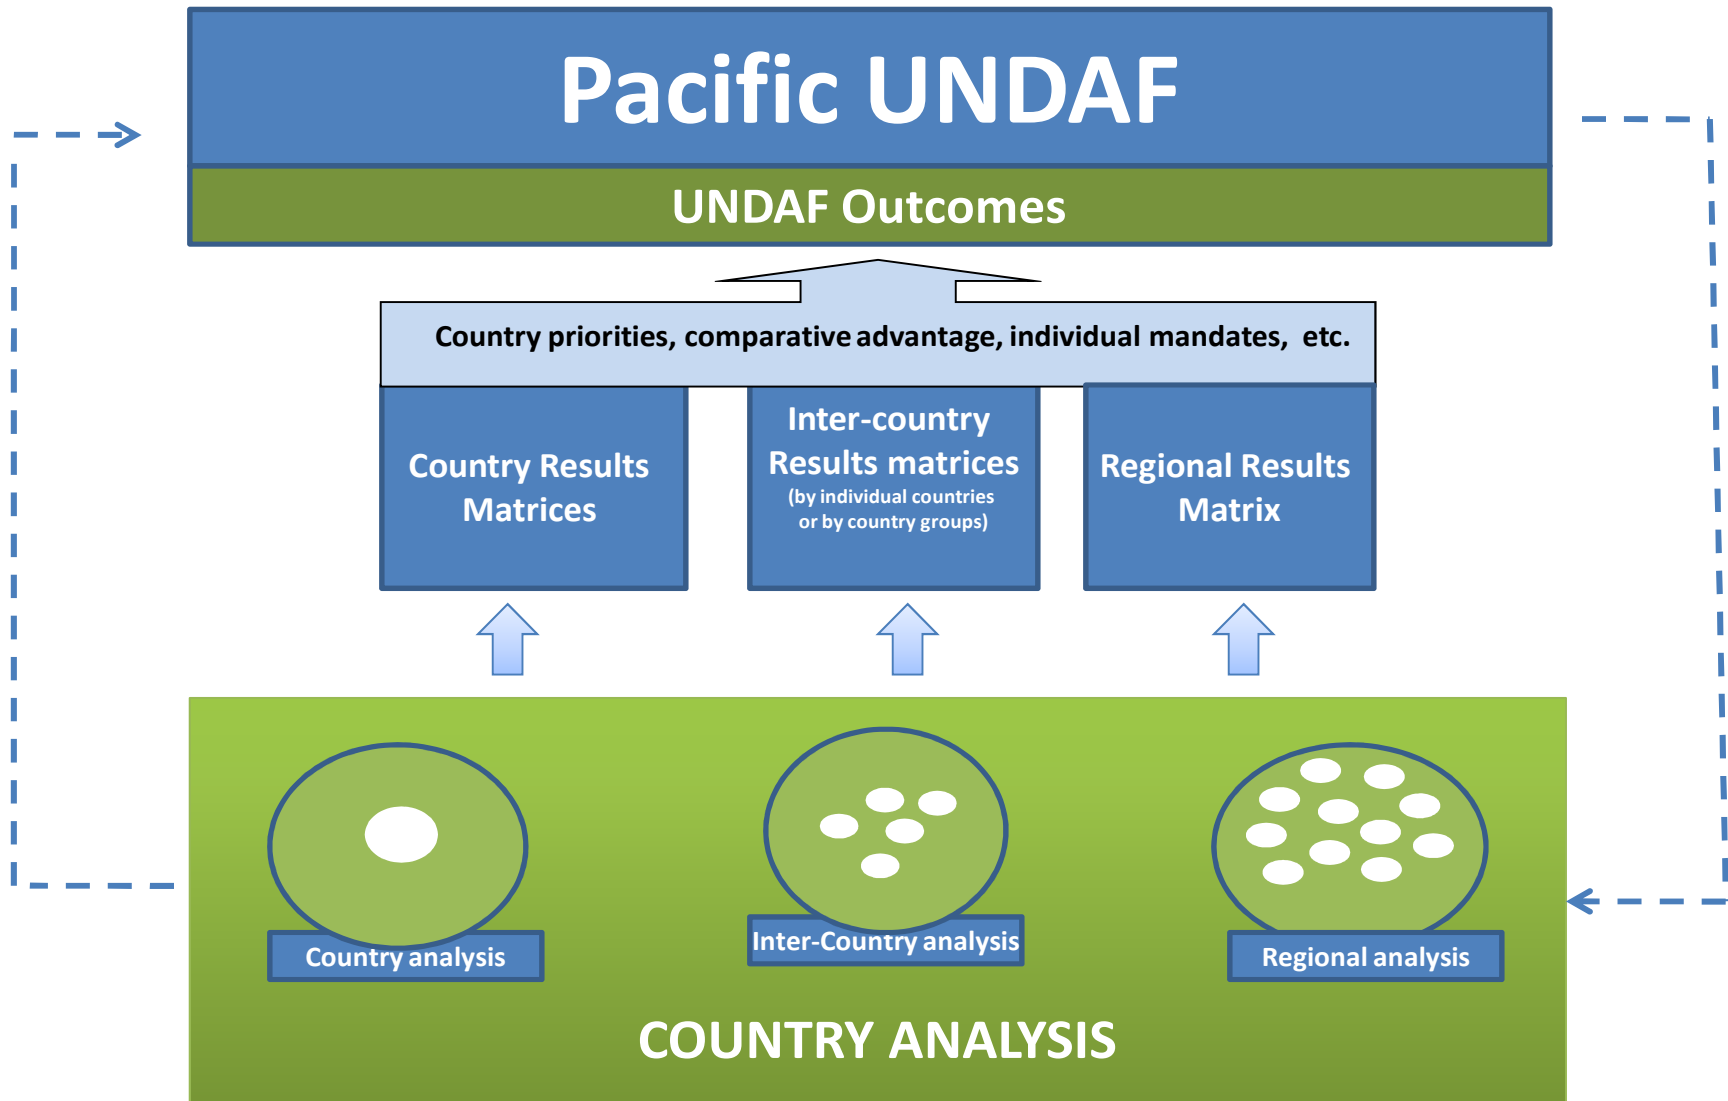 Pacific UNDAF
UNDAF Outcomes
Country priorities, comparative advantage, individual mandates, etc.
Country Results
Matrices
Inter-country
Results matrices
(by individual countries
or by country groups)
Regional Results
Matrix
Country analysis
Inter-Country analysis
Regional analysis
COUNTRY ANALYSIS